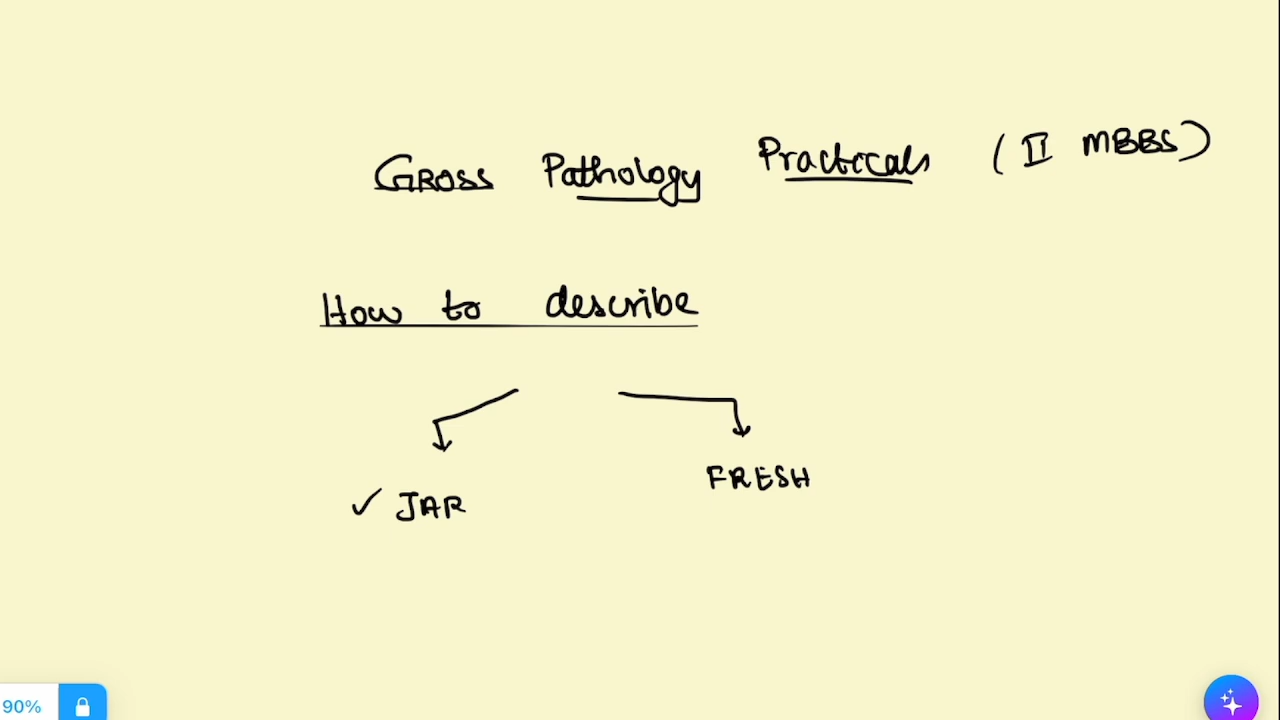 GROSS Pathology Practicals (II MBBS)
How to describe
✓ JAR
FRESH
90%